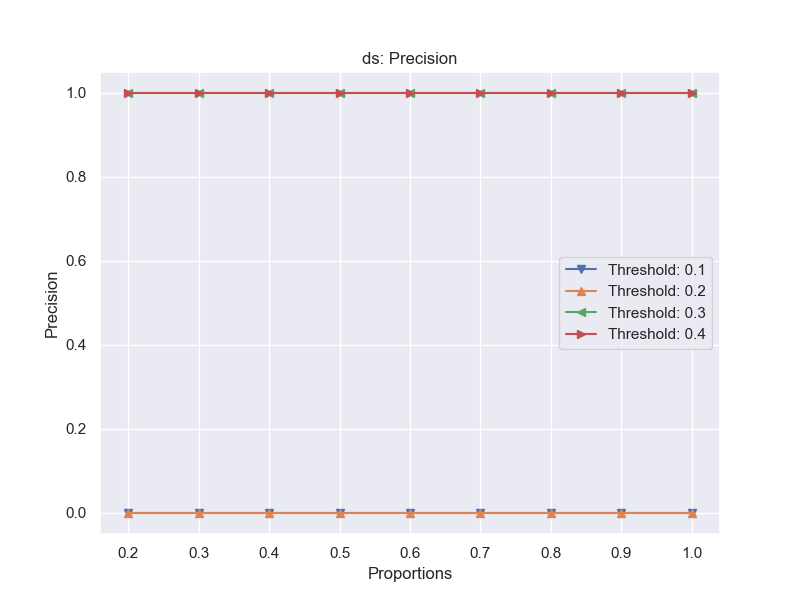 ds: Precision
1.0
0.8
0.6
0.4
0.2
0.0
Precision
Threshold: 0.1
Threshold: 0.2
Threshold: 0.3
Threshold: 0.4
0.2 0.3 0.4 0.5 0.6 0.7 0.8 0.9 1.0
Proportions